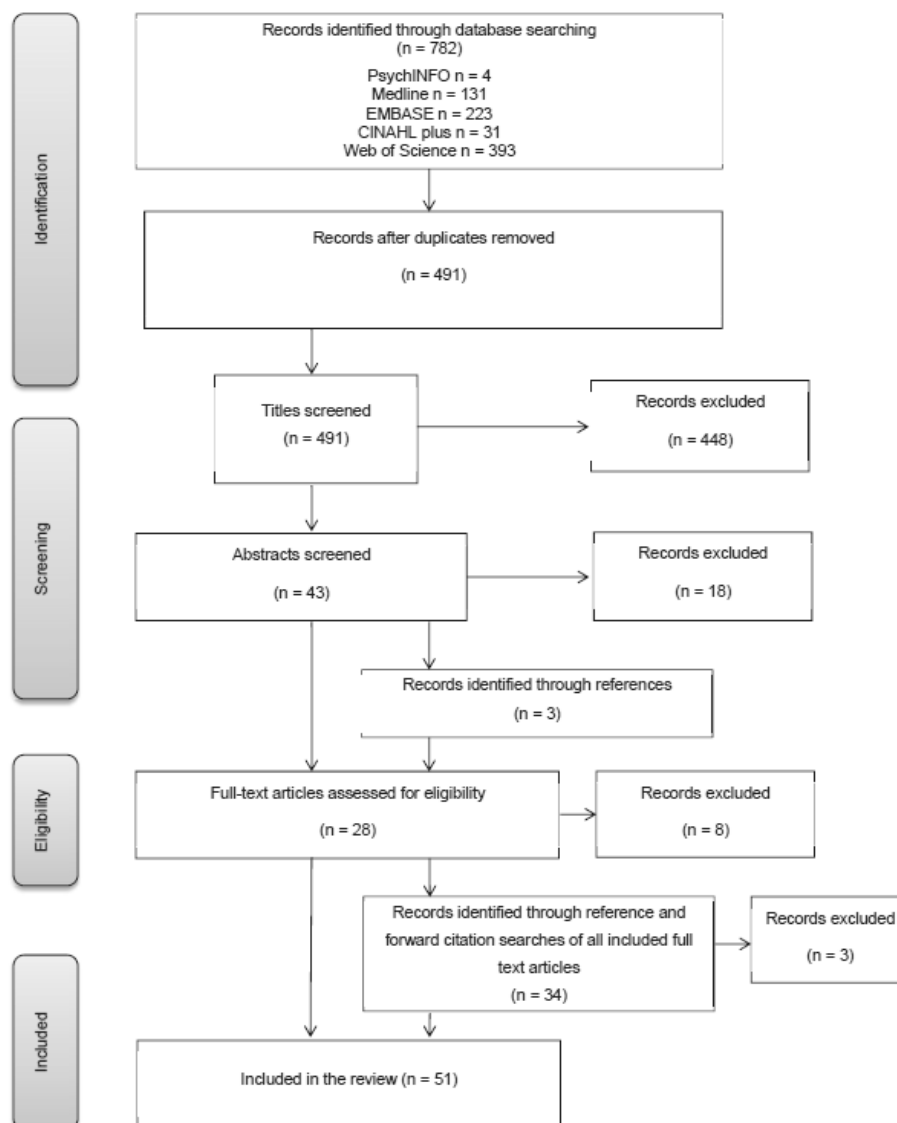 Identification
Records identified through database searching
(n = 782)
PsychINFO n = 4
Medline n = 131
EMBASE n = 223
CINAHL plus n = 31
Web of Science n = 393
Records after duplicates removed
(n = 491)
Screening
Titles screened
(n = 491)
Records excluded
(n = 448)
Abstracts screened
(n = 43)
Records excluded
(n = 18)
Records identified through references
(n = 3)
Eligibility
Full-text articles assessed for eligibility
(n = 28)
Records excluded
(n = 8)
Records identified through reference and
forward citation searches of all included full
text articles
(n = 34)
Records excluded
(n = 3)
Included
Included in the review (n = 51)